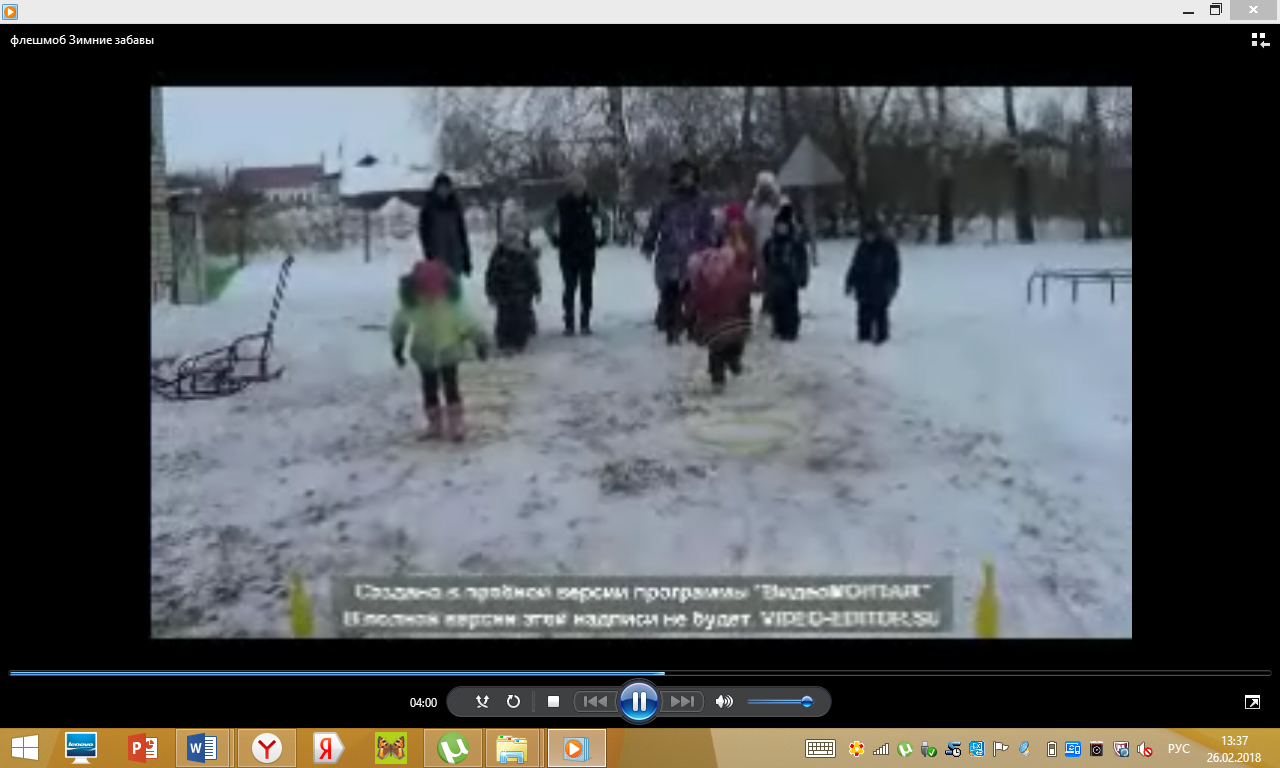 флешмоб Зимние забавы
Создано в пробной версии программы "ВидеоМОНТАЖ"
В полной версии этой надписи не будет. VIDEO-EDITOR.SU
04:00
lenovo
РУС
13:37
26.02.2018